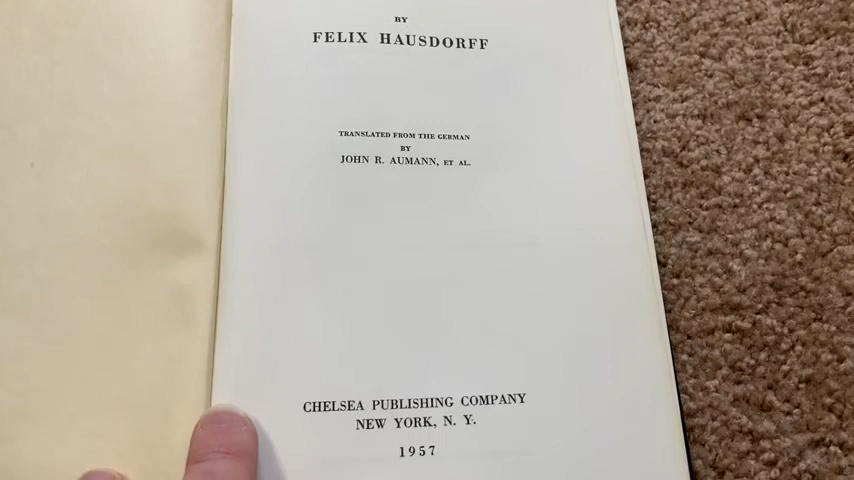 BY
FELIX HAUSDORFF
TRANSLATED FROM THE GERMAN
BY
JOHN R. AUMANN, ET AL.
CHELSEA PUBLISHING COMPANY
NEW YORK, N. Y.
1957